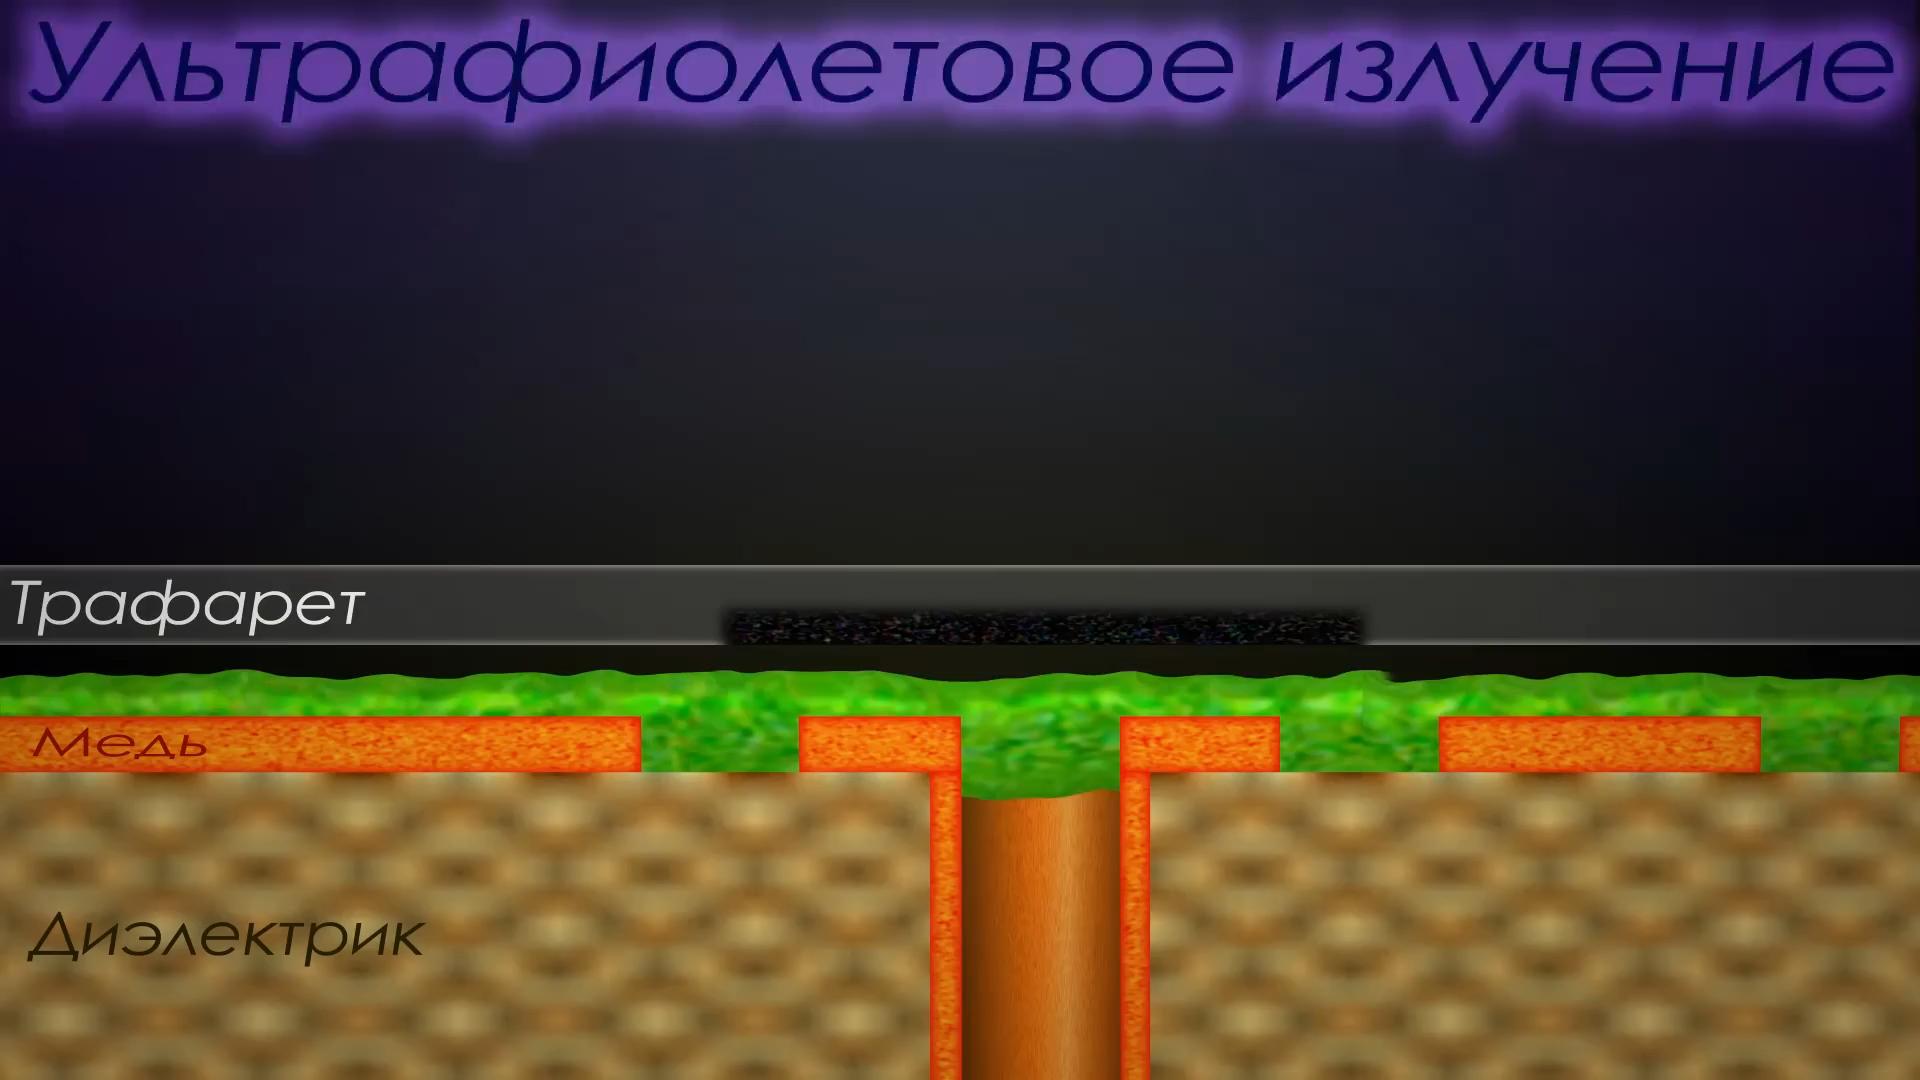 Ультрафиолетовое излучение
Трафарет
Медь
Диэлектрик